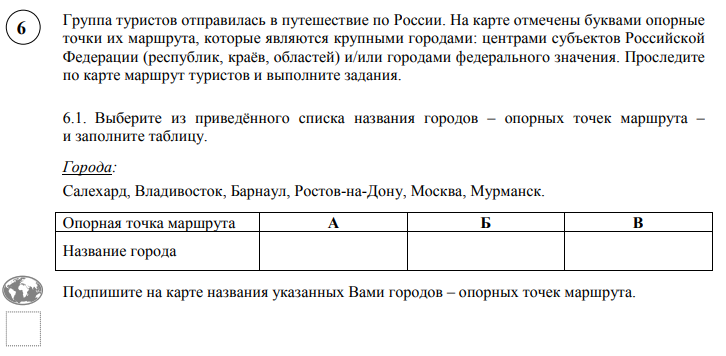 6
Группа туристов отправилась в путешествие по России. На карте отмечены буквами опорные
точки их маршрута, которые являются крупными городами: центрами субъектов Российской
Федерации (республик, краёв, областей) и/или городами федерального значения. Проследите
по карте маршрут туристов и выполните задания.
6.1. Выберите из приведённого списка названия городов – опорных точек маршрута –
и заполните таблицу.
Города:
Салехард, Владивосток, Барнаул, Ростов-на-Дону, Москва, Мурманск.
Опорная точка маршрута А Б В
Название города
Подпишите на карте названия указанных Вами городов – опорных точек маршрута.